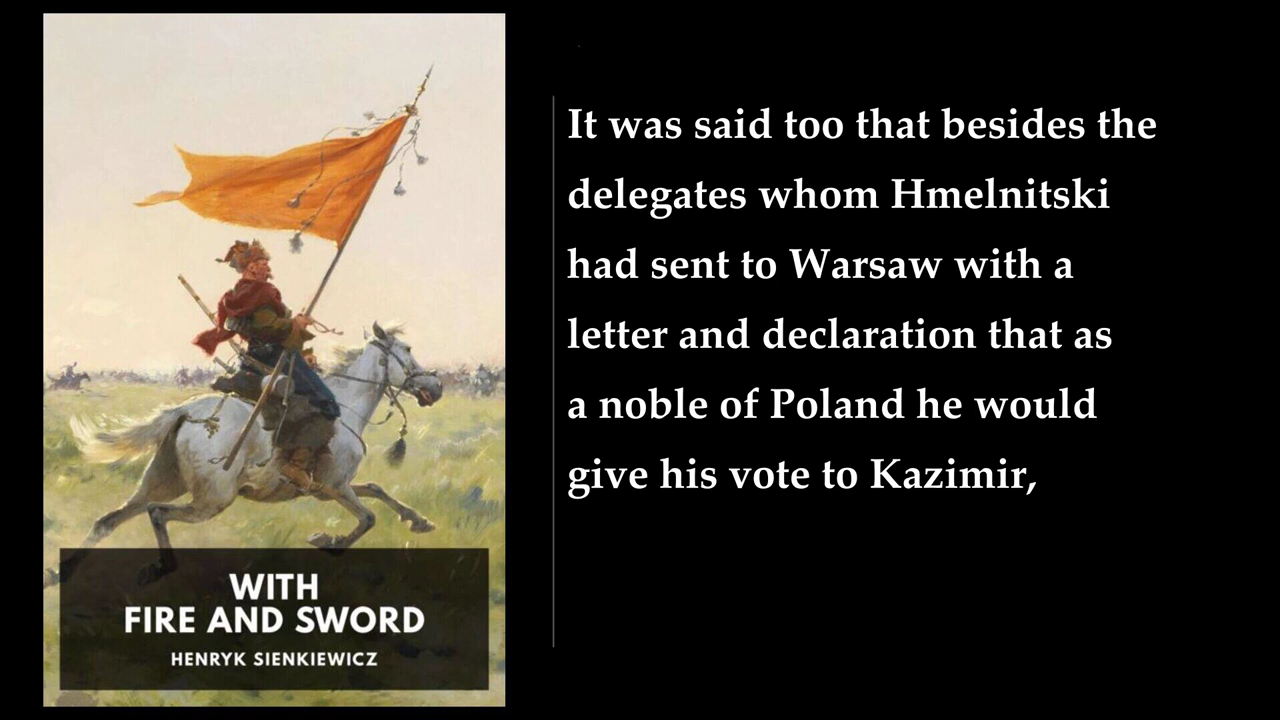 It was said too that besides the
delegates whom Hmelnitski
had sent to Warsaw with a
letter and declaration that as
a noble of Poland he would
give his vote to Kazimir,
WITH
FIRE AND SWORD
HENRYK SIENKIEWICZ